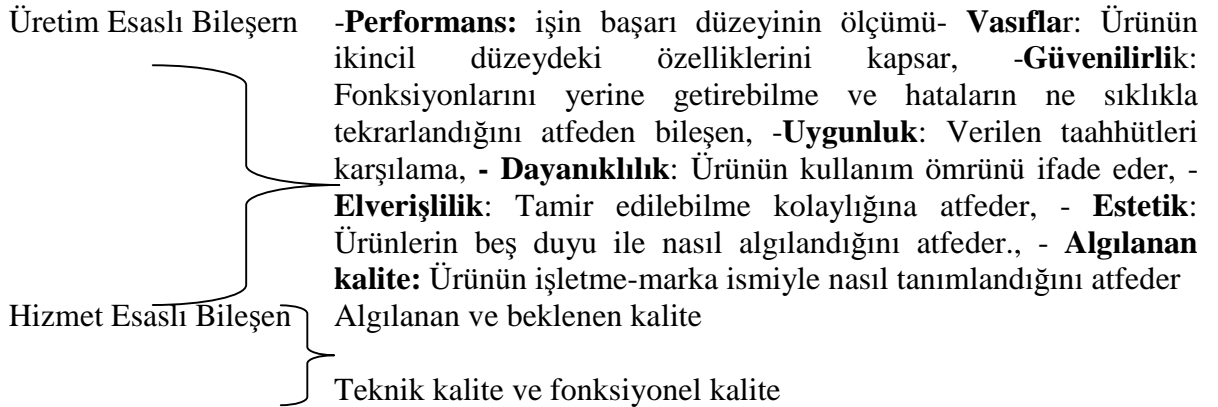 Üretim Esaslı Bileşern -Performans: işin başarı düzeyinin ölçümü- Vasıflar: Ürünün
ikincil düzeydeki özelliklerini kapsar, -Güvenilirlik:
Fonksiyonlarını yerine getirebilme ve hataların ne sıklıkla
tekrarlandığını atfeden bileşen, -Uygunluk: Verilen taahhütleri
karşılama, - Dayanıklılık: Ürünün kullanım ömrünü ifade eder, -
Elverişlilik: Tamir edilebilme kolaylığına atfeder, - Estetik:
Ürünlerin beş duyu ile nasıl algılandığını atfeder., - Algılanan
kalite: Ürünün işletme-marka ismiyle nasıl tanımlandığını atfeder
Hizmet Esaslı Bileşen Algılanan ve beklenen kalite
Teknik kalite ve fonksiyonel kalite